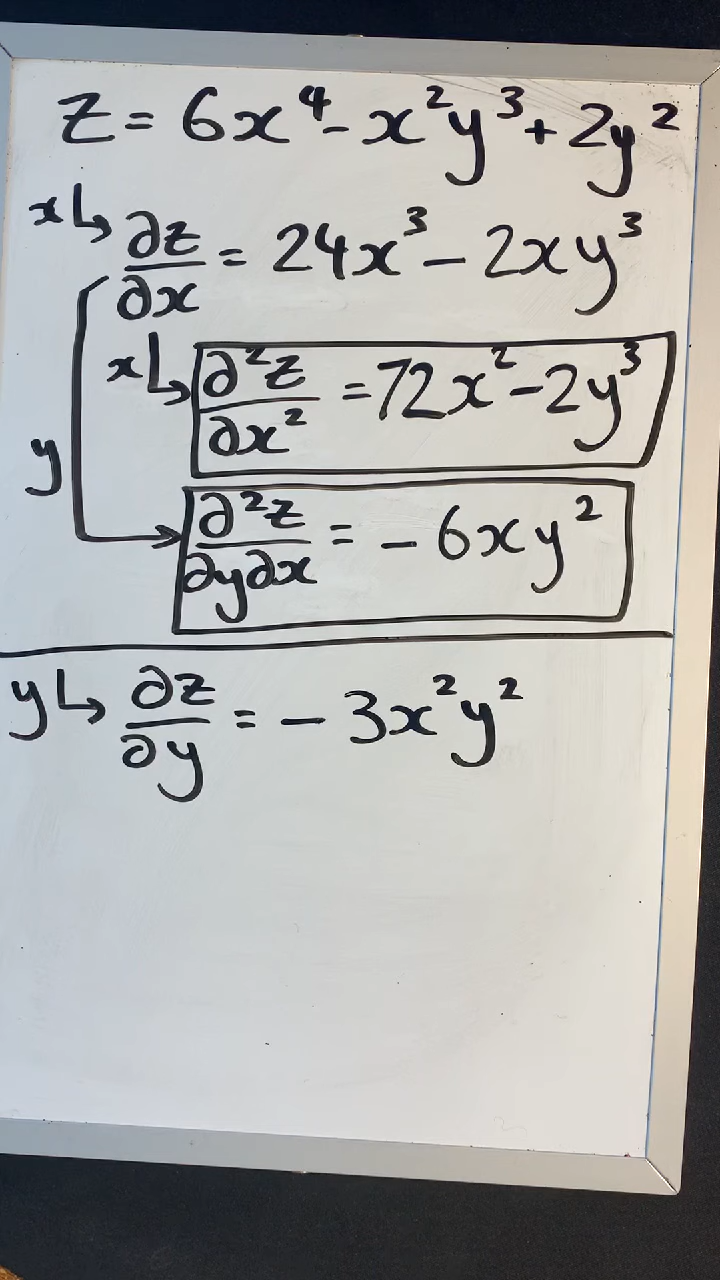 z = 6x⁴ - x²y³ + 2y²
x↳ ∂z/∂x = 24x³ - 2xy³
x↳ ∂²z/∂x² = 72x² - 2y³
y → ∂²z/∂y∂x = - 6xy²
y↳ ∂z/∂y = - 3x²y²